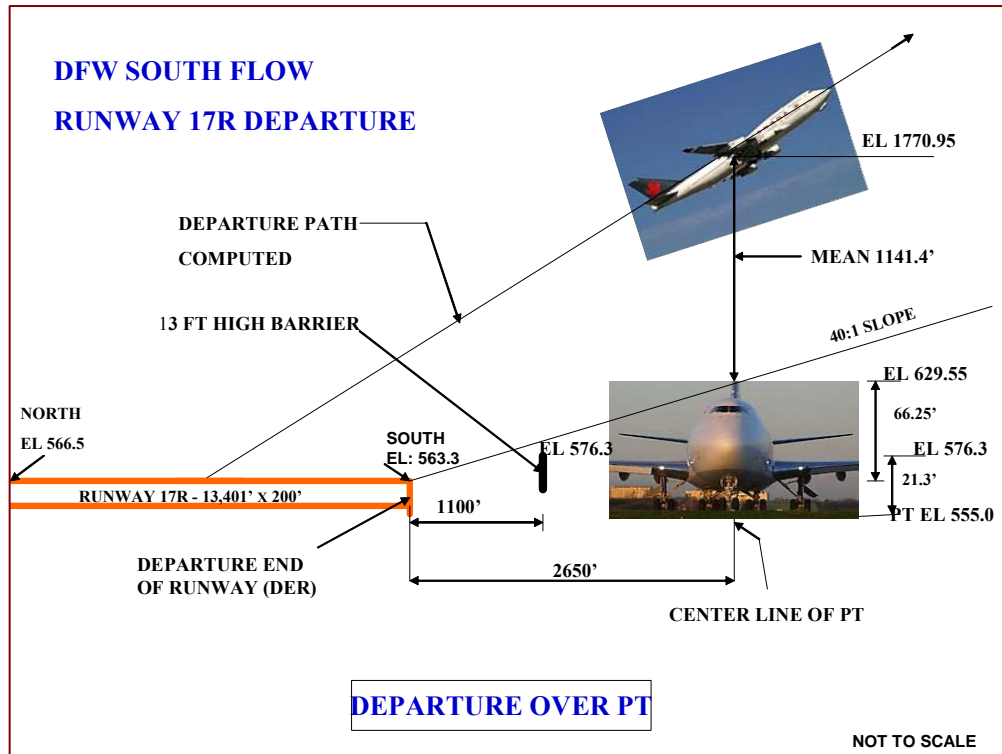 DFW SOUTH FLOW
RUNWAY 17R DEPARTURE
EL 1770.95
DEPARTURE PATH
COMPUTED
MEAN 1141.4’
13 FT HIGH BARRIER
40:1 SLOPE
EL 629.55
NORTH
EL 566.5
SOUTH
EL: 563.3
EL 576.3
66.25’
EL 576.3
21.3’
RUNWAY 17R - 13,401’ X 200’
1100’
PT EL 555.0
DEPARTURE END
OF RUNWAY (DER)
2650’
CENTER LINE OF PT
DEPARTURE OVER PT
NOT TO SCALE